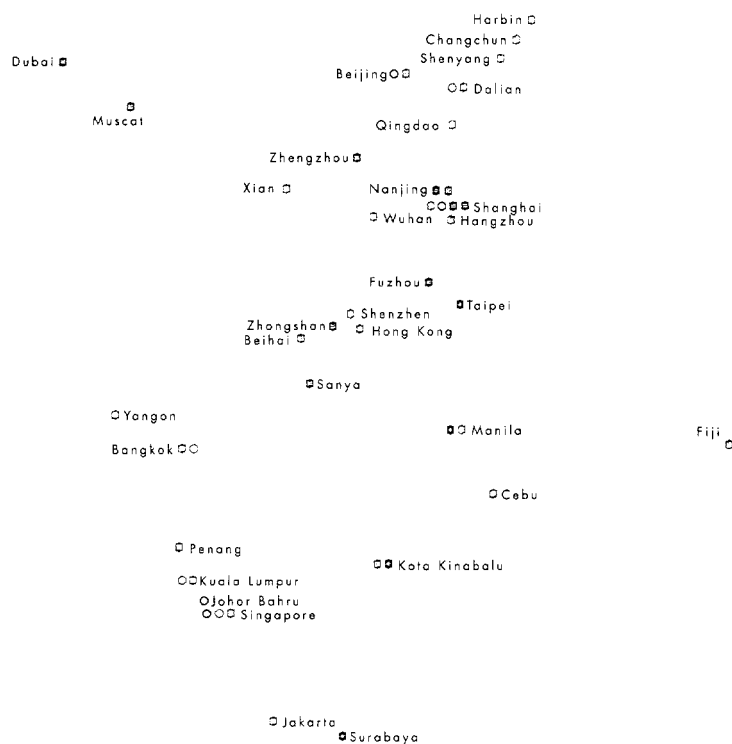 Harbin
Changchun
Dubai
Shenyang
Beijing
Dalian
Muscat
Qingdao
Zhengzhou
Xian
Nanjing
Shanghai
Wuhan
Hangzhou
Fuzhou
Taipei
Shenzhen
Zhongshan
Hong Kong
Beihai
Sanya
Yangon
Manila
Fiji
Bangkok
Cebu
Penang
Kota Kinabalu
Kuala Lumpur
Johor Bahru
Singapore
Jakarta
Surabaya